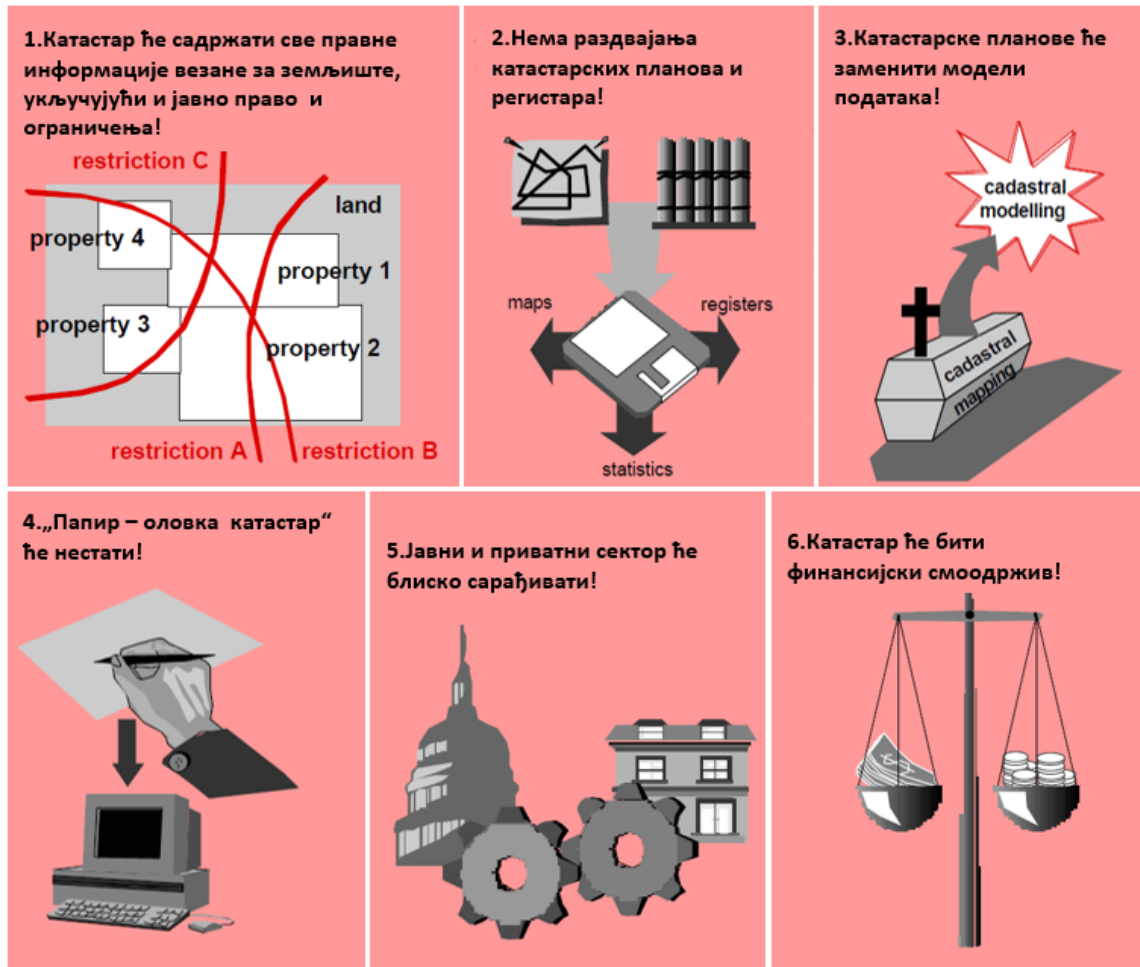 1.Катастар ће садржати све правне
информације везане за земљиште,
укључујући и јавно право и
ограничења!
restriction C
land
property 4
property 1
property 3
property 2
restriction A
restriction B
2.Нема раздвајања
катастарских планова и
регистара!
maps
registers
statistics
3.Катастарске планове ће
заменити модели
података!
cadastral
modelling
cadastral
mapping
4.„Папир – оловка катастар“
ће нестати!
5.Јавни и приватни сектор ће
блиско сарађивати!
6.Катастар ће бити
финансијски смоодржив!